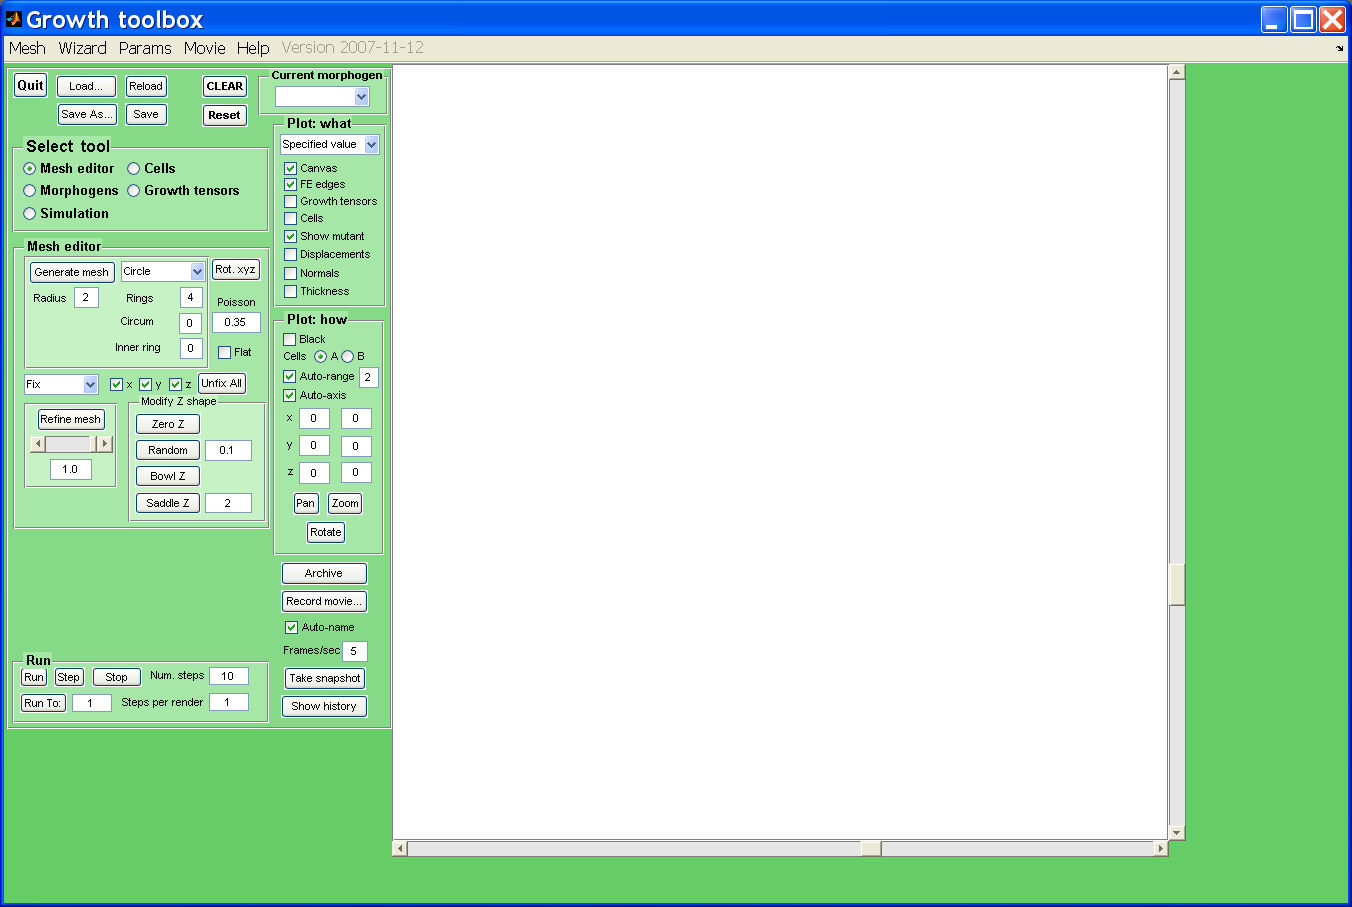 Growth toolbox
Mesh Wizard Params Movie Help Version 2007-11-12
Quit Load... Reload CLEAR
Save As... Save Reset
Current morphogen
Select tool
Mesh editor Cells
Morphogens Growth tensors
Simulation
Mesh editor
Generate mesh Circle Rot. xyz
Radius 2 Rings 4 Poisson
Circum 0 0.35
Inner ring 0 Flat
Fix x y z Unfix All
Refine mesh
1.0
Modify Z shape
Zero Z
Random 0.1
Bowl Z
Saddle Z 2
Run
Run Step Stop Num. steps 10
Run To: 1 Steps per render 1
Plot: what
Specified value
Canvas
FE edges
Growth tensors
Cells
Show mutant
Displacements
Normals
Thickness
Plot: how
Black
Cells A B
Auto-range 2
Auto-axis
x 0 0
y 0 0
z 0 0
Pan Zoom
Rotate
Archive
Record movie...
Auto-name
Frames/sec 5
Take snapshot
Show history